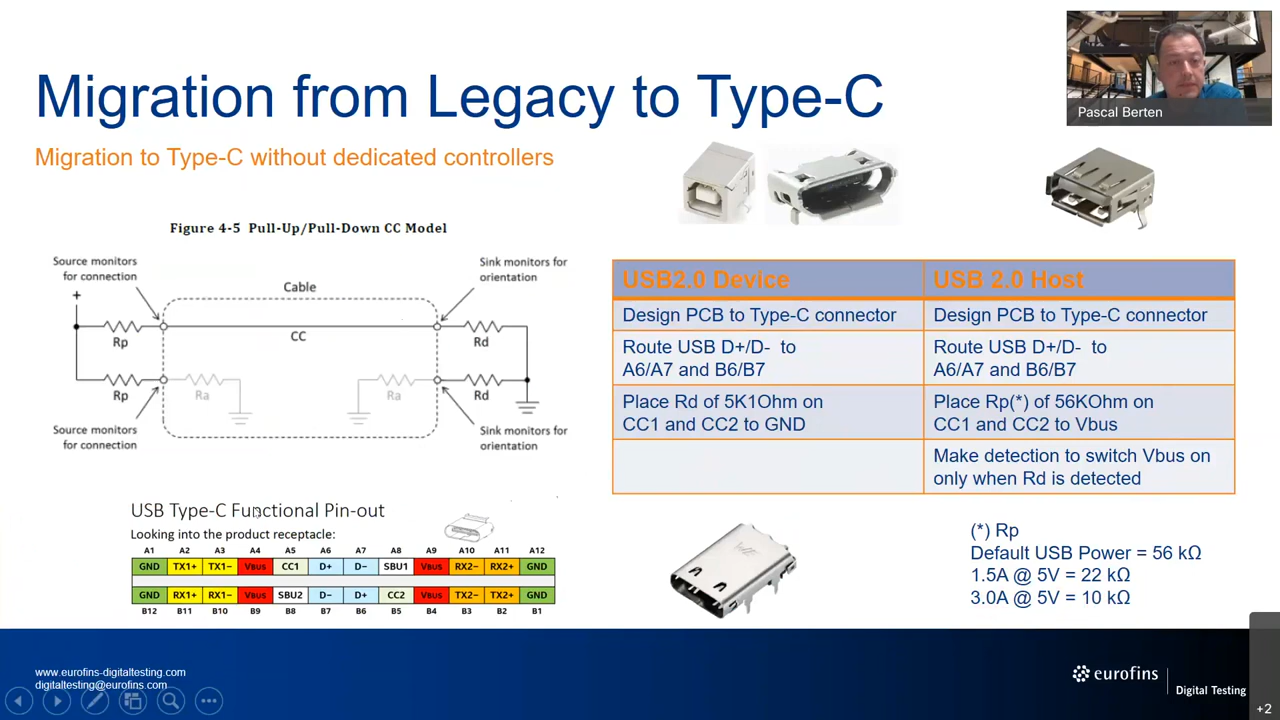 Migration from Legacy to Type-C
Migration to Type-C without dedicated controllers
Pascal Berten
Figure 4-5 Pull-Up/Pull-Down CC Model
Source monitors
for connection
Sink monitors for
orientation
Cable
+
CC
Rp
Rd
Rp
Ra
Ra
Rd
Source monitors
for connection
Sink monitors for
orientation
USB2.0 Device USB 2.0 Host
Design PCB to Type-C connector Design PCB to Type-C connector
Route USB D+/D- to
A6/A7 and B6/B7
Route USB D+/D- to
A6/A7 and B6/B7
Place Rd of 5K1Ohm on
CC1 and CC2 to GND
Place Rp(*) of 56KOhm on
CC1 and CC2 to Vbus
Make detection to switch Vbus on
only when Rd is detected
USB Type-C Functional Pin-out
Looking into the product receptacle:
A1 A2 A3 A4 A5 A6 A7 A8 A9 A10 A11 A12
GND TX1+ TX1− VBUS CC1 D+ D− SBU1 VBUS RX2− RX2+ GND
GND RX1+ RX1− VBUS SBU2 D− D+ CC2 VBUS TX2− TX2+ GND
B12 B11 B10 B9 B8 B7 B6 B5 B4 B3 B2 B1
(*) Rp
Default USB Power = 56 kΩ
1.5A @ 5V = 22 kΩ
3.0A @ 5V = 10 kΩ
www.eurofins-digitaltesting.com
digitaltesting@eurofins.com
eurofins
Digital Testing
+2